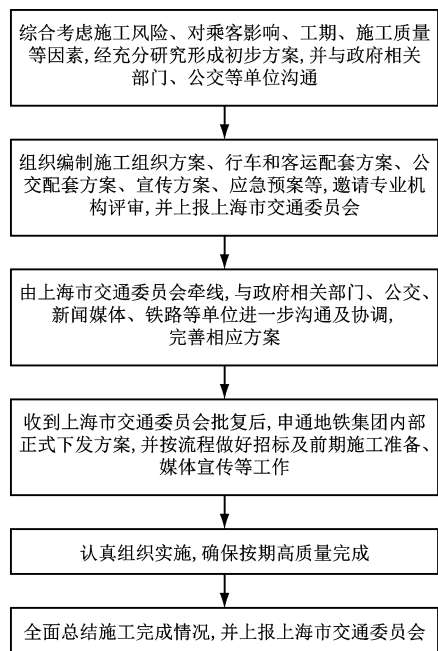 综合考虑施工风险、对乘客影响、工期、施工质量
等因素,经充分研究形成初步方案,并与政府相关
部门、公交等单位沟通
组织编制施工组织方案、行车和客运配套方案、公
交配套方案、宣传方案、应急预案等,邀请专业机
构评审,并上报上海市交通委员会
由上海市交通委员会牵线,与政府相关部门、公交、
新闻媒体、铁路等单位进一步沟通及协调,
完善相应方案
收到上海市交通委员会批复后,申通地铁集团内部
正式下发方案,并按流程做好招标及前期施工准备、
媒体宣传等工作
认真组织实施,确保按期高质量完成
全面总结施工完成情况,并上报上海市交通委员会